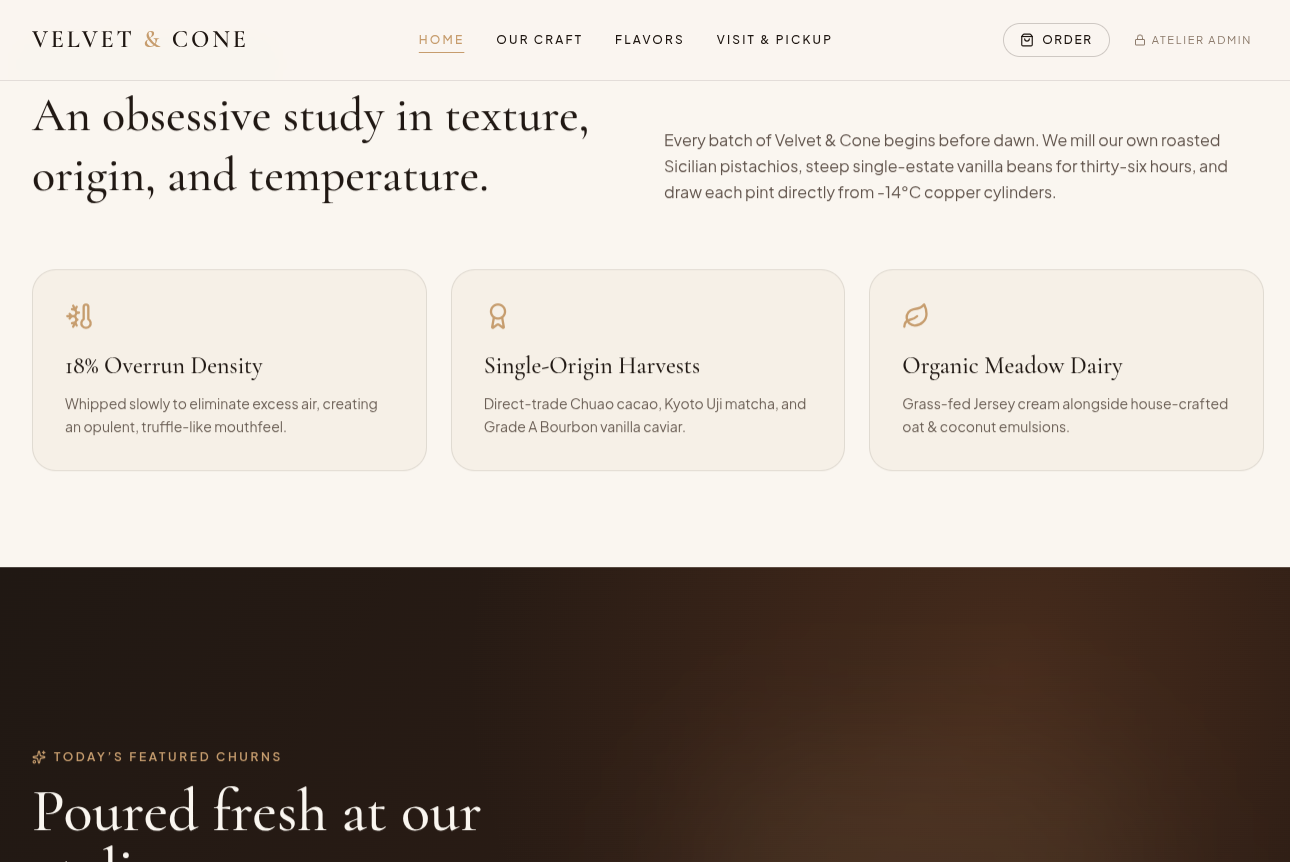 VELVET & CONE
HOME
OUR CRAFT
FLAVORS
VISIT & PICKUP
ORDER
ATELIER ADMIN
An obsessive study in texture,
origin, and temperature.
Every batch of Velvet & Cone begins before dawn. We mill our own roasted
Sicilian pistachios, steep single-estate vanilla beans for thirty-six hours, and
draw each pint directly from -14°C copper cylinders.
18% Overrun Density
Whipped slowly to eliminate excess air, creating
an opulent, truffle-like mouthfeel.
Single-Origin Harvests
Direct-trade Chuao cacao, Kyoto Uji matcha, and
Grade A Bourbon vanilla caviar.
Organic Meadow Dairy
Grass-fed Jersey cream alongside house-crafted
oat & coconut emulsions.
TODAY'S FEATURED CHURNS
Poured fresh at our